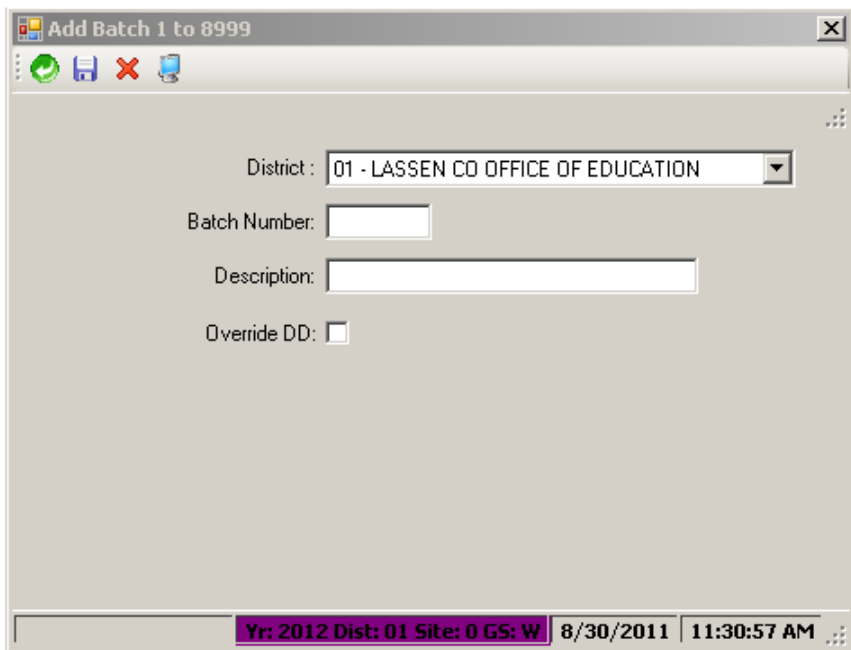 Add Batch 1 to 8999
District : 01 - LASSEN CO OFFICE OF EDUCATION
Batch Number:
Description:
Override DD:
Yr: 2012 Dist: 01 Site: 0 GS: W 8/30/2011 11:30:57 AM